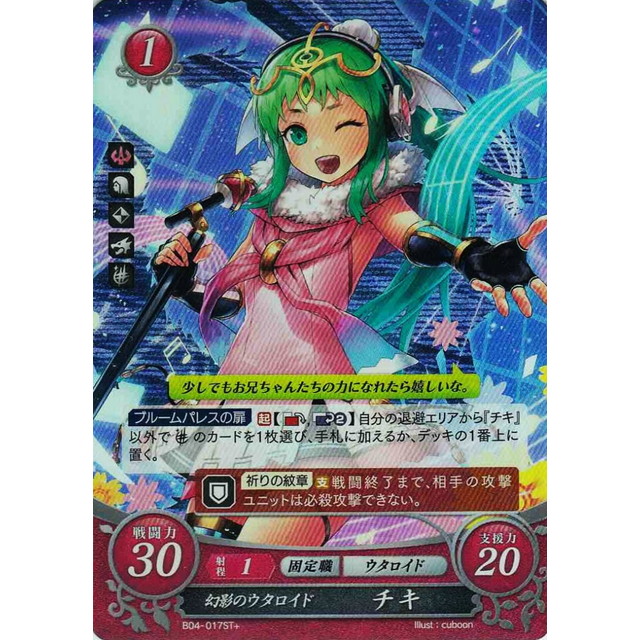 1
少しでもお兄ちゃんたちの力になれたら嬉しいな。
ブルームパレスの扉 起【 , 2】自分の退避エリアから『チキ』
以外で のカードを1枚選び、手札に加えるか、デッキの1番上に
置く。
祈りの紋章 支 戦闘終了まで、相手の攻撃
ユニットは必殺攻撃できない。
戦闘力
30
射程 1 固定職 ウタロイド
支援力
20
幻影のウタロイド チキ
B04-017ST+ Illust : cuboon